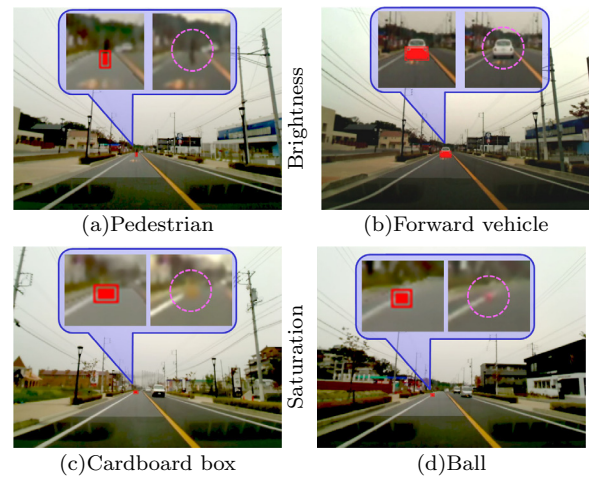 Brightness
(a)Pedestrian
(b)Forward vehicle
Saturation
(c)Cardboard box
(d)Ball